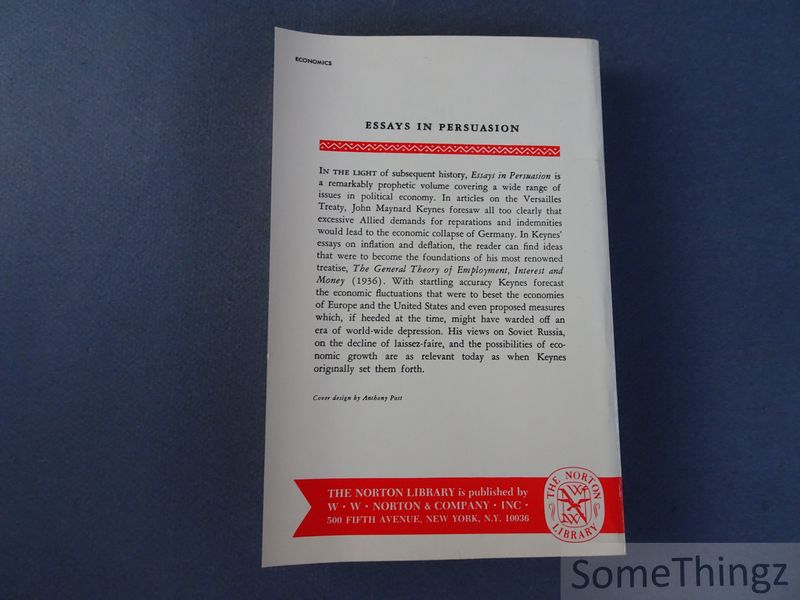 ECONOMICS
ESSAYS IN PERSUASION
IN THE LIGHT of subsequent history, Essays in Persuasion is
a remarkably prophetic volume covering a wide range of
issues in political economy. In articles on the Versailles
Treaty, John Maynard Keynes foresaw all too clearly that
excessive Allied demands for reparations and indemnities
would lead to the economic collapse of Germany. In Keynes'
essays on inflation and deflation, the reader can find ideas
that were to become the foundations of his most renowned
treatise, The General Theory of Employment, Interest and
Money (1936). With startling accuracy Keynes forecast
the economic fluctuations that were to beset the economies
of Europe and the United States and even proposed measures
which, if heeded at the time, might have warded off an
era of world-wide depression. His views on Soviet Russia,
on the decline of laissez-faire, and the possibilities of eco-
nomic growth are as relevant today as when Keynes
originally set them forth.
Cover design by Anthony Post
THE NORTON LIBRARY is published by
W · W · NORTON & COMPANY · INC ·
500 FIFTH AVENUE, NEW YORK, N.Y. 10036
THE NORTON
W W
N
LIBRARY
SomeThingz